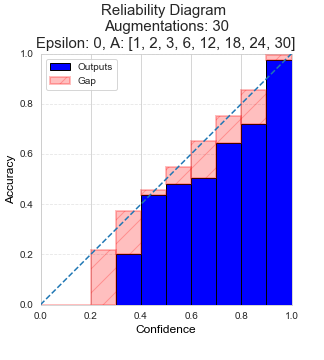 Reliability Diagram
Augmentations: 30
Epsilon: 0, A: [1, 2, 3, 6, 12, 18, 24, 30]
Outputs
Gap
1.0
0.8
0.6
0.4
0.2
0.0
Accuracy
0.0 0.2 0.4 0.6 0.8 1.0
Confidence